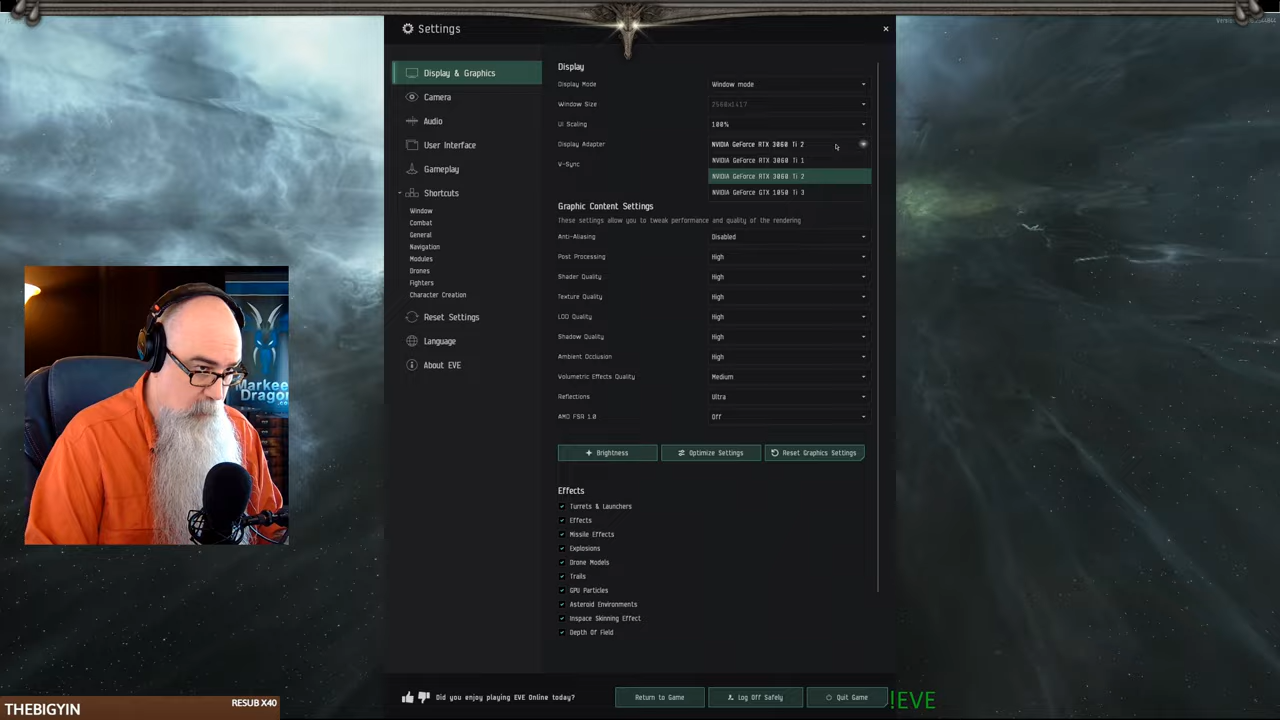 Settings
Display & Graphics
Camera
Audio
User Interface
Gameplay
Shortcuts
Window
Combat
General
Navigation
Modules
Drones
Fighters
Character Creation
Reset Settings
Language
About EVE
Display
Display Mode Window mode
Window Size 2560x1417
UI Scaling 100%
Display Adapter NVIDIA GeForce RTX 3060 Ti 2
NVIDIA GeForce RTX 3060 Ti 1
V-Sync
NVIDIA GeForce RTX 3060 Ti 2
NVIDIA GeForce GTX 1050 Ti 3
Graphic Content Settings
These settings allow you to tweak performance and quality of the rendering
Anti-Aliasing Disabled
Post Processing High
Shader Quality High
Texture Quality High
LOD Quality High
Shadow Quality High
Ambient Occlusion High
Volumetric Effects Quality Medium
Reflections Ultra
AMD FSR 1.0 Off
Brightness Optimize Settings Reset Graphics Settings
Effects
Turrets & Launchers
Effects
Missile Effects
Explosions
Drone Models
Trails
GPU Particles
Asteroid Environments
Inspace Skinning Effect
Depth Of Field
Did you enjoy playing EVE Online today? Return to Game Log Off Safely Quit Game
!EVE
Markee
Dragon
THEBIGYIN RESUB X40